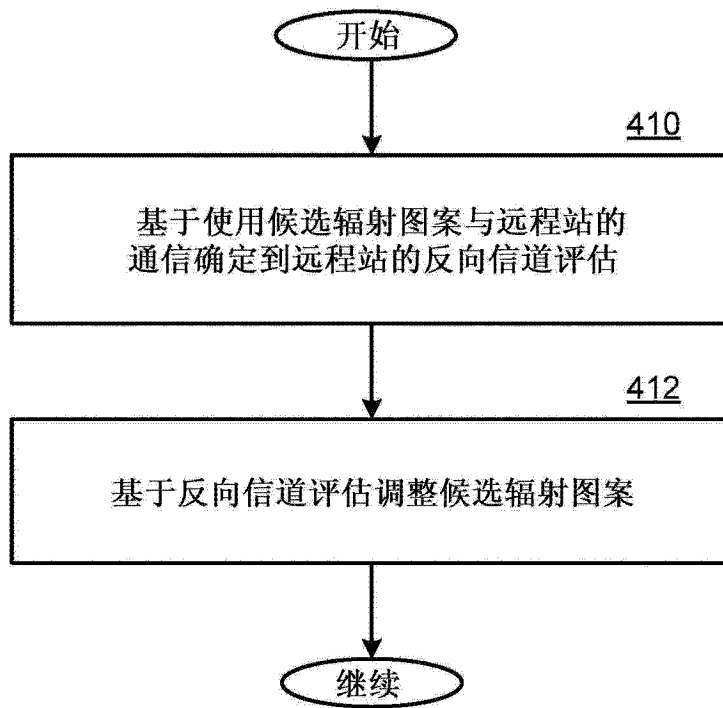 开始
410
基于使用候选辐射图案与远程站的
通信确定到远程站的反向信道评估
412
基于反向信道评估调整候选辐射图案
继续